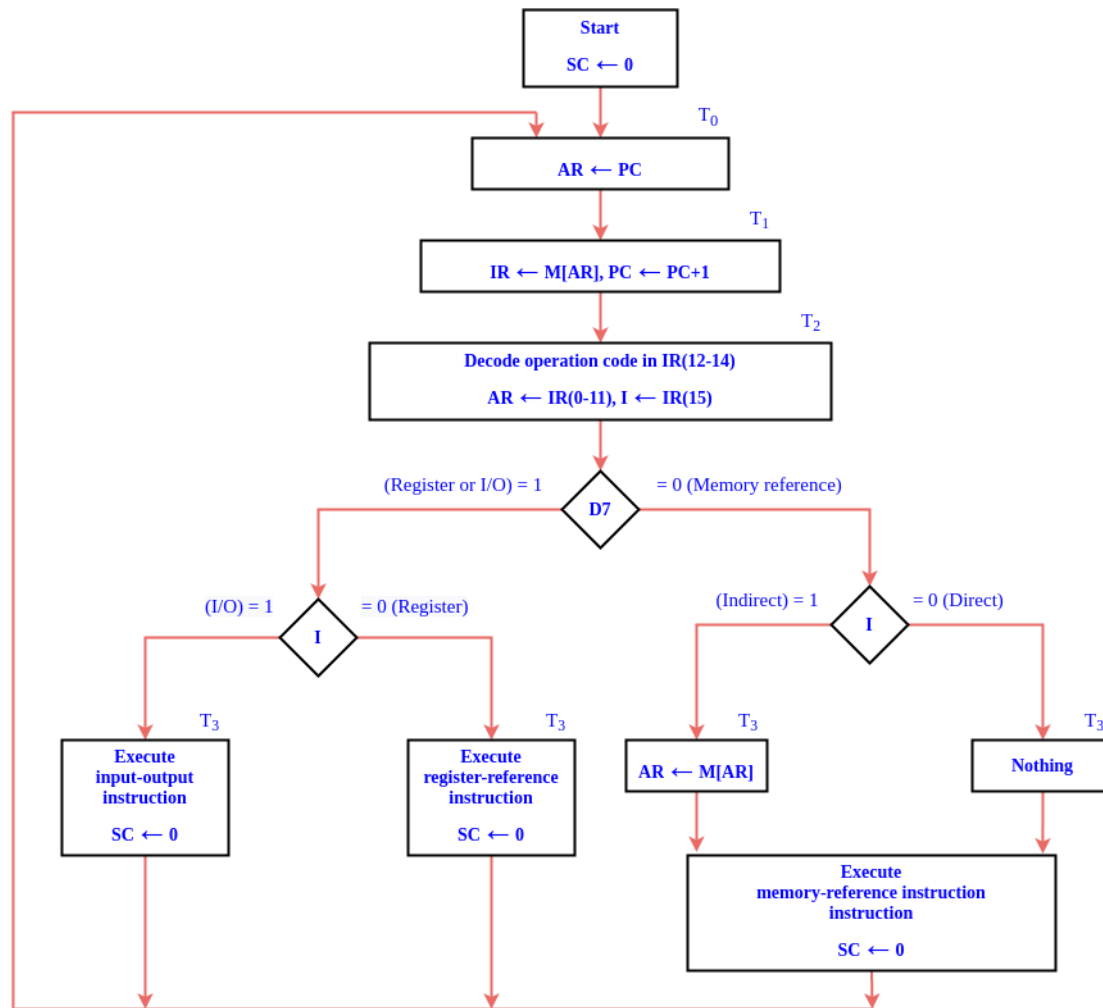 Start
SC ← 0
T0
AR ← PC
T1
IR ← M[AR], PC ← PC+1
T2
Decode operation code in IR(12-14)
AR ← IR(0-11), I ← IR(15)
(Register or I/O) = 1
= 0 (Memory reference)
D7
(I/O) = 1
= 0 (Register)
I
(Indirect) = 1
= 0 (Direct)
I
T3
Execute
input-output
instruction
SC ← 0
T3
Execute
register-reference
instruction
SC ← 0
T3
AR ← M[AR]
T3
Nothing
Execute
memory-reference instruction
instruction
SC ← 0